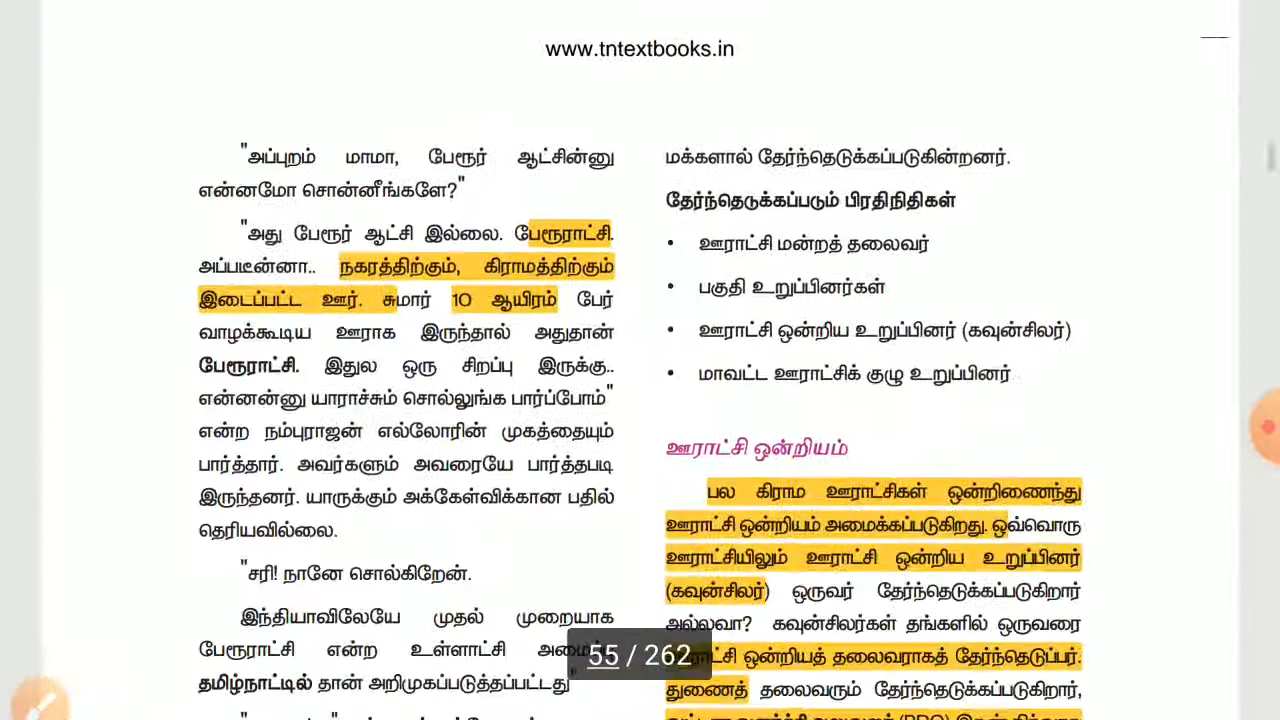 www.tntextbooks.in
"அப்புறம் மாமா, பேரூர் ஆட்சின்னு
என்னமோ சொன்னீங்களே?"
"அது பேரூர் ஆட்சி இல்லை. பேரூராட்சி.
அப்படீன்னா.. நகரத்திற்கும், கிராமத்திற்கும்
இடைப்பட்ட ஊர். சுமார் 10 ஆயிரம் பேர்
வாழக்கூடிய ஊராக இருந்தால் அதுதான்
பேரூராட்சி. இதுல ஒரு சிறப்பு இருக்கு..
என்னன்னு யாராச்சும் சொல்லுங்க பார்ப்போம்"
என்ற நம்புராஜன் எல்லோரின் முகத்தையும்
பார்த்தார். அவர்களும் அவரையே பார்த்தபடி
இருந்தனர். யாருக்கும் அக்கேள்விக்கான பதில்
தெரியவில்லை.
"சரி! நானே சொல்கிறேன்.
இந்தியாவிலேயே முதல் முறையாக
பேரூராட்சி என்ற உள்ளாட்சி
தமிழ்நாட்டில் தான் அறிமுகப்படுத்தப்பட்டது"
மக்களால் தேர்ந்தெடுக்கப்படுகின்றனர்.
தேர்ந்தெடுக்கப்படும் பிரதிநிதிகள்
• ஊராட்சி மன்றத் தலைவர்
• பகுதி உறுப்பினர்கள்
• ஊராட்சி ஒன்றிய உறுப்பினர் (கவுன்சிலர்)
• மாவட்ட ஊராட்சிக் குழு உறுப்பினர்
ஊராட்சி ஒன்றியம்
பல கிராம ஊராட்சிகள் ஒன்றிணைந்து
ஊராட்சி ஒன்றியம் அமைக்கப்படுகிறது. ஒவ்வொரு
ஊராட்சியிலும் ஊராட்சி ஒன்றிய உறுப்பினர்
(கவுன்சிலர்) ஒருவர் தேர்ந்தெடுக்கப்படுகிறார்
அல்லவா? கவுன்சிலர்கள் தங்களில் ஒருவரை
ஒன்றியத் தலைவராகத் தேர்ந்தெடுப்பர்.
துணைத் தலைவரும் தேர்ந்தெடுக்கப்படுகிறார்,
55 / 262